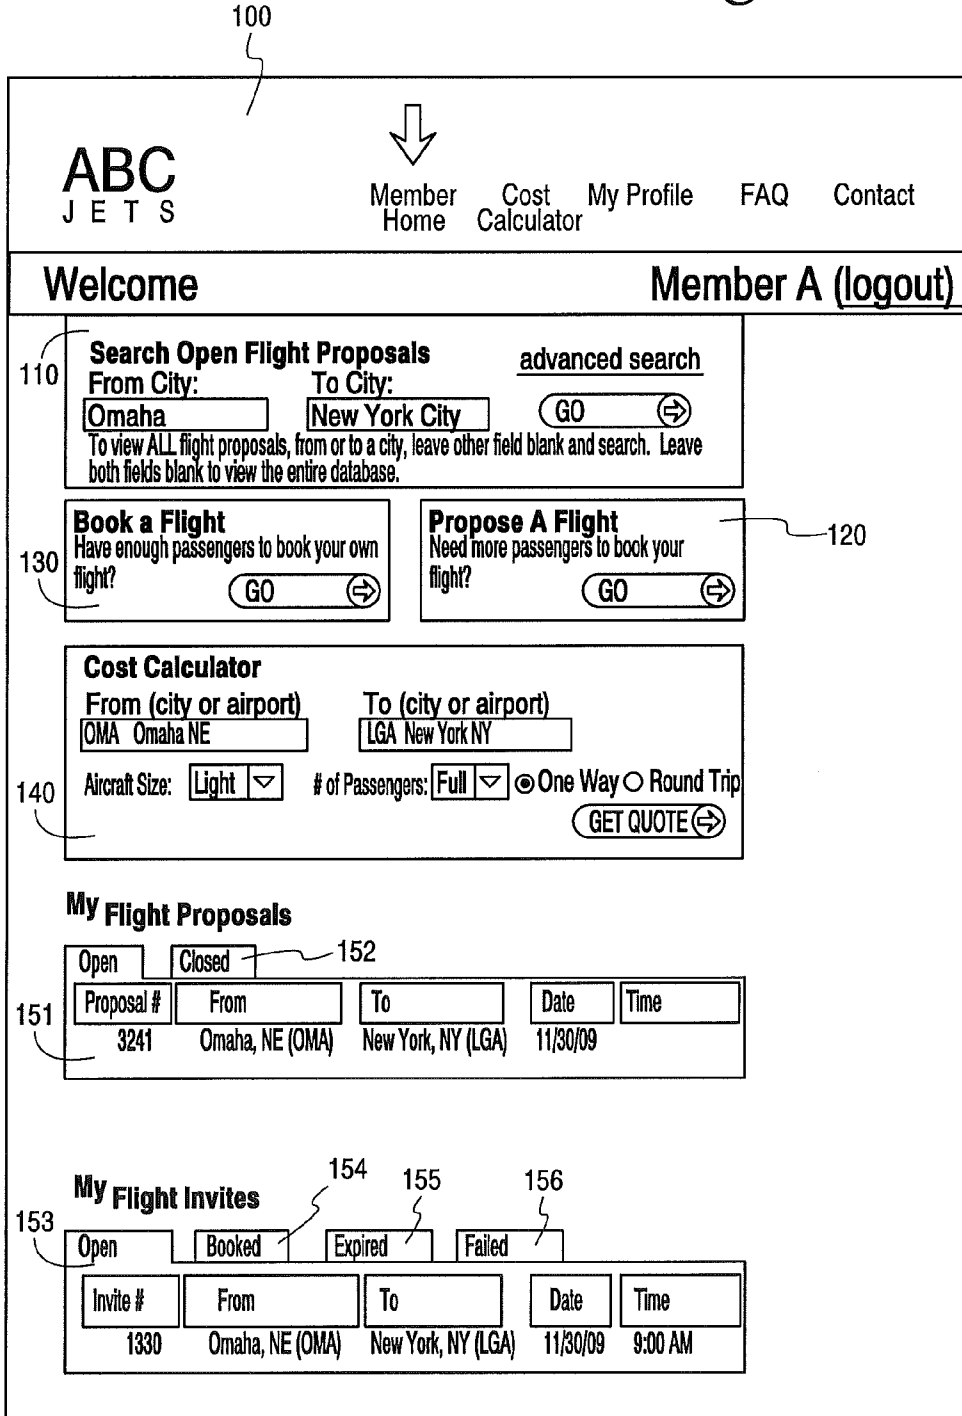 100
ABC
JETS
Member Home
Cost Calculator
My Profile
FAQ
Contact
Welcome
Member A (logout)
110
Search Open Flight Proposals
advanced search
From City:
To City:
Omaha
New York City
GO
To view ALL flight proposals, from or to a city, leave other field blank and search. Leave
both fields blank to view the entire database.
130
Book a Flight
Have enough passengers to book your own
flight?
GO
Propose A Flight
Need more passengers to book your
flight?
GO
120
Cost Calculator
From (city or airport)
To (city or airport)
OMA Omaha NE
LGA New York NY
140
Aircraft Size:
Light
# of Passengers:
Full
One Way
Round Trip
GET QUOTE
My Flight Proposals
Open
Closed
152
151
Proposal #
From
To
Date
Time
3241
Omaha, NE (OMA)
New York, NY (LGA)
11/30/09
My Flight Invites
154
155
156
153
Open
Booked
Expired
Failed
Invite #
From
To
Date
Time
1330
Omaha, NE (OMA)
New York, NY (LGA)
11/30/09
9:00 AM